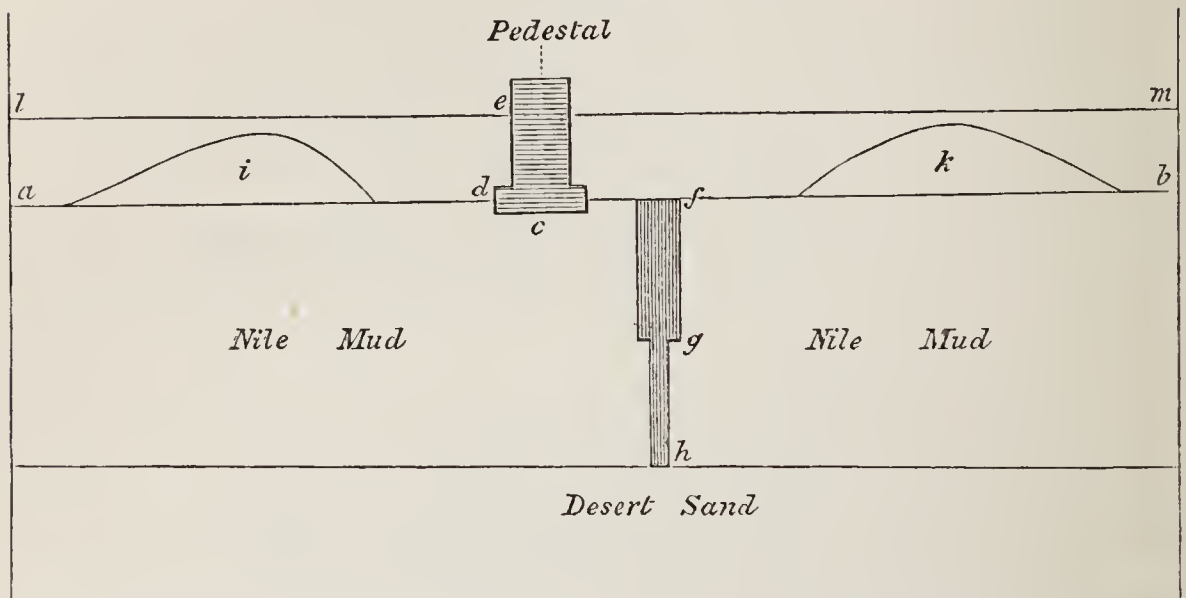 Pedestal
l e m
i k
a d b
c f
Nile Mud g Nile Mud
h
Desert Sand